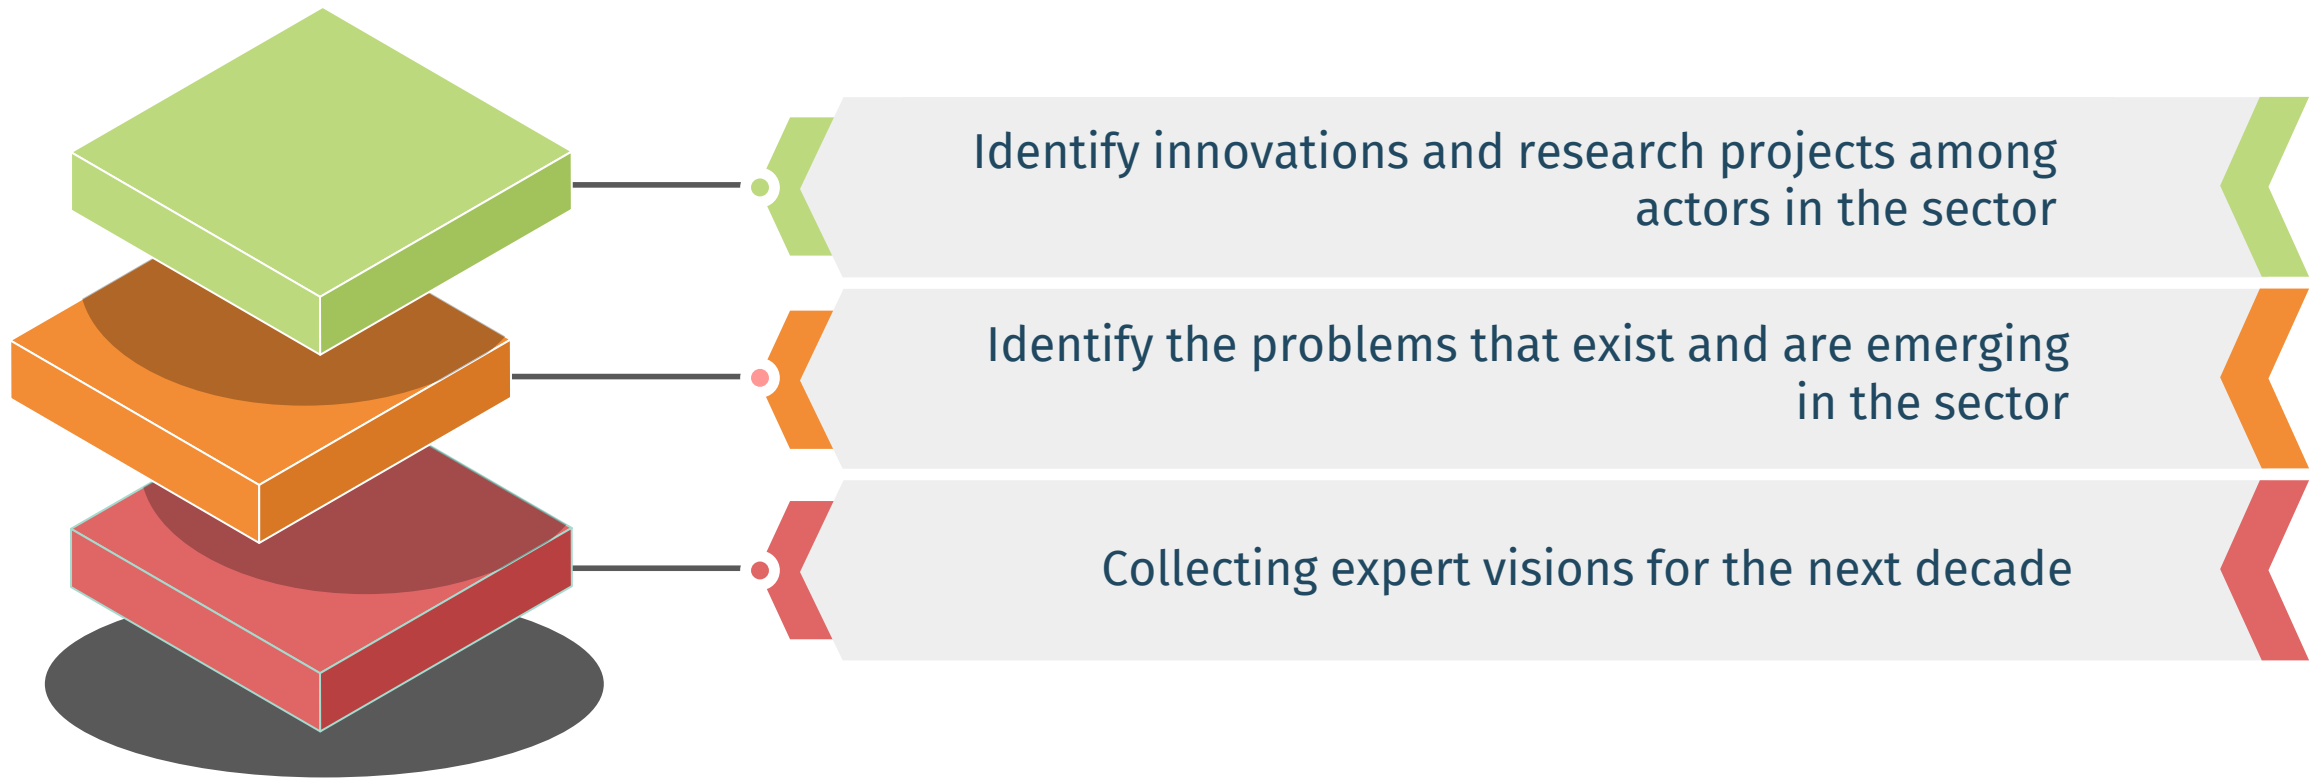 Identify innovations and research projects among
actors in the sector
Identify the problems that exist and are emerging
in the sector
Collecting expert visions for the next decade